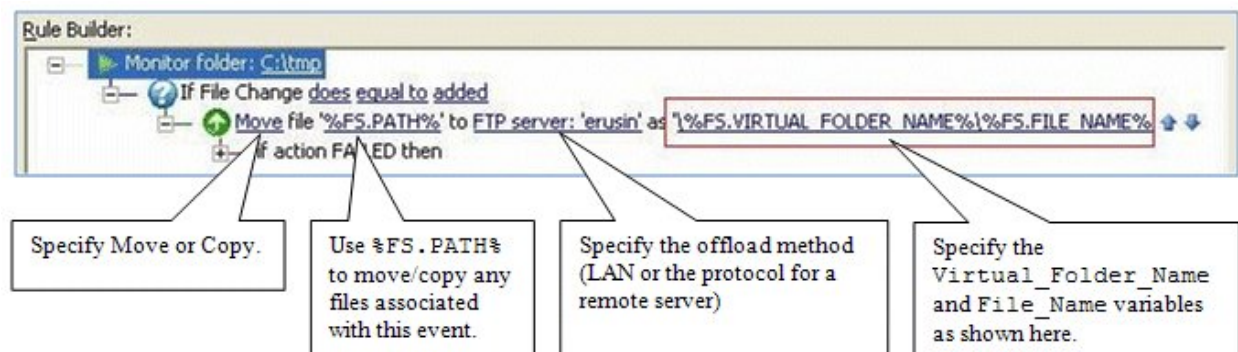 Rule Builder:
Monitor folder: C:\tmp
If File Change does equal to added
Move file '%FS.PATH%' to FTP server: 'erusin' as '\%FS.VIRTUAL_FOLDER_NAME%\%FS.FILE_NAME%
if action FAILED then
Specify Move or Copy.
Use %FS.PATH%
to move/copy any
files associated
with this event.
Specify the offload method
(LAN or the protocol for a
remote server)
Specify the
Virtual_Folder_Name
and File_Name variables
as shown here.